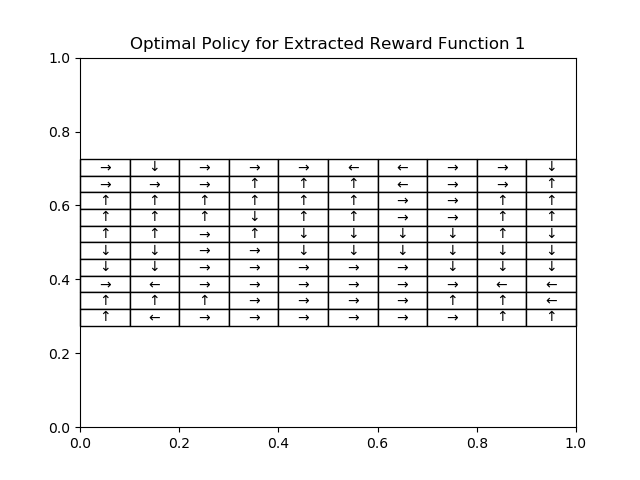 Optimal Policy for Extracted Reward Function 1
1.0
→ ↓ → → → ← ← → → ↓
0.8
→ → → ↑ ↑ ↑ ← → → ↑
↑ ↑ ↑ ↑ ↑ ↑ → → ↑ ↑
0.6
↑ ↑ ↑ ↓ ↑ ↑ → → ↑ ↑
↑ ↑ → ↑ ↓ ↓ ↓ ↓ ↑ ↓
↓ ↓ → → ↓ ↓ ↓ ↓ ↓ ↓
↓ ↓ → → → → → ↓ ↓ ↓
0.4
→ ← → → → → → → ← ←
↑ ↑ ↑ → → → → ↑ ↑ ←
↑ ← → → → → → → ↑ ↑
0.2
0.0
0.0 0.2 0.4 0.6 0.8 1.0